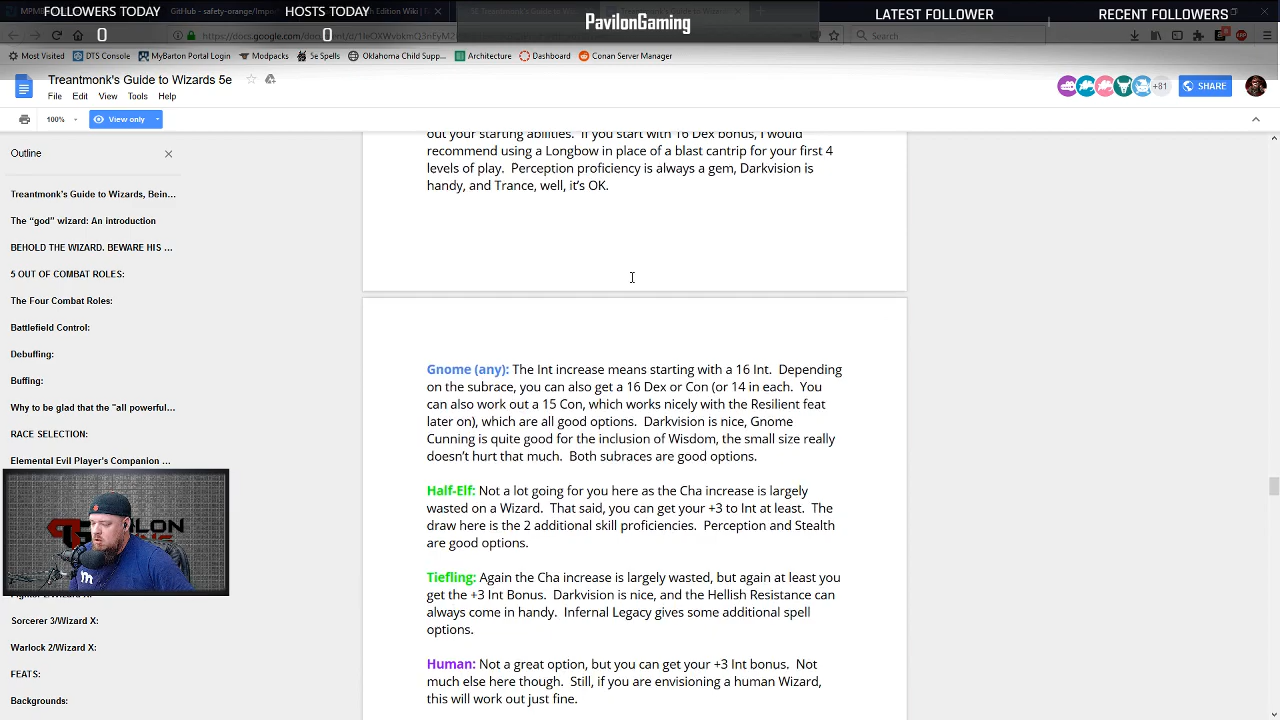 FOLLOWERS TODAY
0
HOSTS TODAY
0
PavilonGaming
LATEST FOLLOWER
RECENT FOLLOWERS
GitHub - safety-orange/Impo
Edition Wiki | F
https://docs.google.com
Search
Most Visited
DTS Console
MyBarton Portal Login
Modpacks
5e Spells
Oklahoma Child Supp...
Architecture
Dashboard
Conan Server Manager
Treantmonk's Guide to Wizards 5e
File Edit View Tools Help
+81
SHARE
100%
View only
Outline
Treantmonk's Guide to Wizards, Bein...
The “god” wizard: An introduction
BEHOLD THE WIZARD. BEWARE HIS ...
5 OUT OF COMBAT ROLES:
The Four Combat Roles:
Battlefield Control:
Debuffing:
Buffing:
Why to be glad that the "all powerful...
RACE SELECTION:
Elemental Evil Player's Companion ...
Sorcerer 3/Wizard X:
Warlock 2/Wizard X:
FEATS:
Backgrounds:
out your starting abilities. If you start with 16 Dex bonus, I would
recommend using a Longbow in place of a blast cantrip for your first 4
levels of play. Perception proficiency is always a gem, Darkvision is
handy, and Trance, well, it's OK.
Gnome (any): The Int increase means starting with a 16 Int. Depending
on the subrace, you can also get a 16 Dex or Con (or 14 in each. You
can also work out a 15 Con, which works nicely with the Resilient feat
later on), which are all good options. Darkvision is nice, Gnome
Cunning is quite good for the inclusion of Wisdom, the small size really
doesn't hurt that much. Both subraces are good options.
Half-Elf: Not a lot going for you here as the Cha increase is largely
wasted on a Wizard. That said, you can get your +3 to Int at least. The
draw here is the 2 additional skill proficiencies. Perception and Stealth
are good options.
Tiefling: Again the Cha increase is largely wasted, but again at least you
get the +3 Int Bonus. Darkvision is nice, and the Hellish Resistance can
always come in handy. Infernal Legacy gives some additional spell
options.
Human: Not a great option, but you can get your +3 Int bonus. Not
much else here though. Still, if you are envisioning a human Wizard,
this will work out just fine.